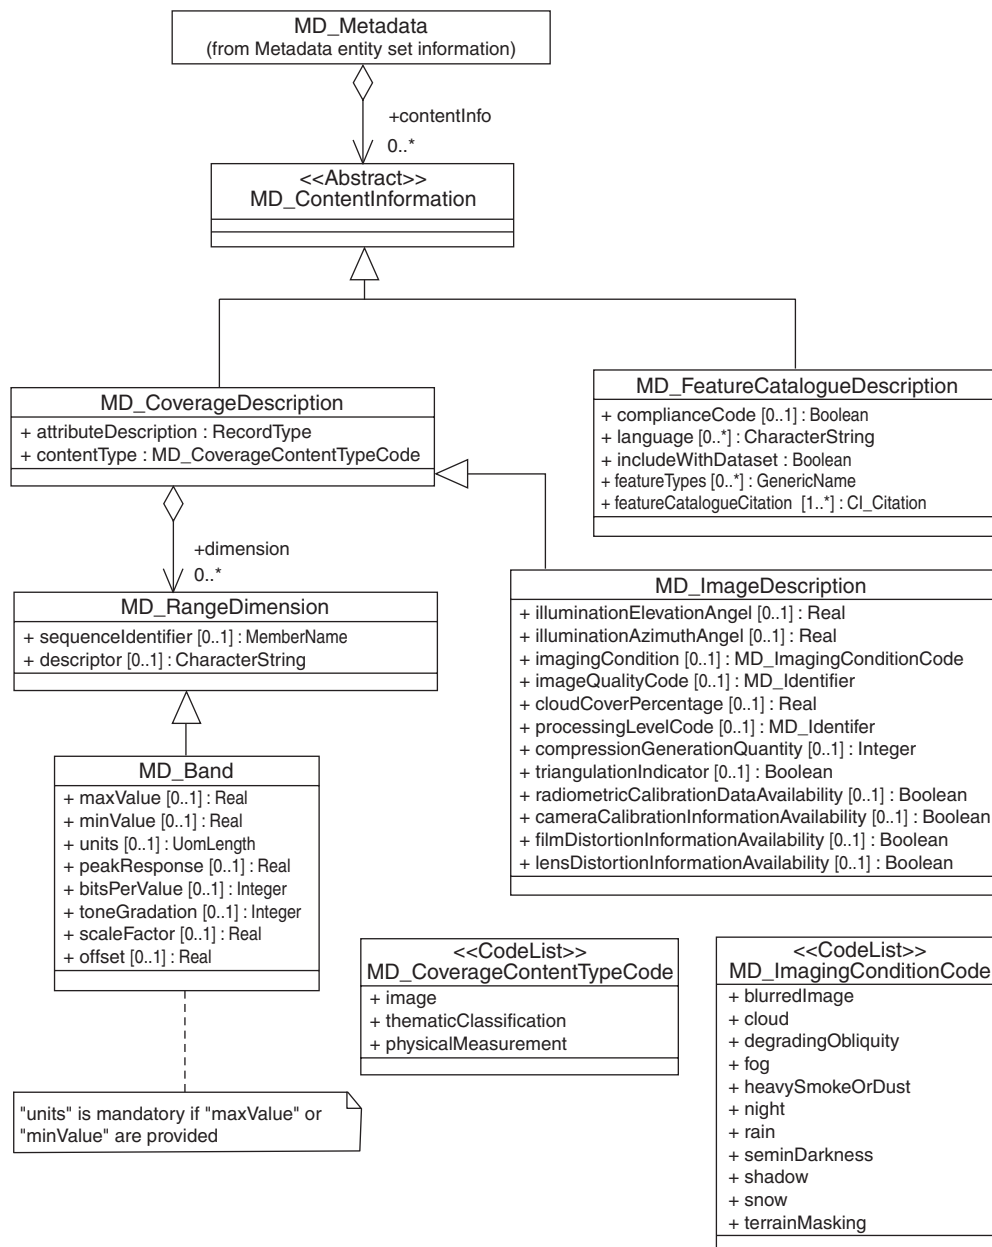 MD_Metadata
(from Metadata entity set information)
+contentInfo
0..*
<<Abstract>>
MD_ContentInformation
MD_CoverageDescription
+ attributeDescription : RecordType
+ contentType : MD_CoverageContentTypeCode
MD_FeatureCatalogueDescription
+ complianceCode [0..1] : Boolean
+ language [0..*] : CharacterString
+ includeWithDataset : Boolean
+ featureTypes [0..*] : GenericName
+ featureCatalogueCitation [1..*] : CI_Citation
+dimension
0..*
MD_RangeDimension
+ sequenceIdentifier [0..1] : MemberName
+ descriptor [0..1] : CharacterString
MD_ImageDescription
+ illuminationElevationAngel [0..1] : Real
+ illuminationAzimuthAngel [0..1] : Real
+ imagingCondition [0..1] : MD_ImagingConditionCode
+ imageQualityCode [0..1] : MD_Identifier
+ cloudCoverPercentage [0..1] : Real
+ processingLevelCode [0..1] : MD_Identifer
+ compressionGenerationQuantity [0..1] : Integer
+ triangulationIndicator [0..1] : Boolean
+ radiometricCalibrationDataAvailability [0..1] : Boolean
+ cameraCalibrationInformationAvailability [0..1] : Boolean
+ filmDistortionInformationAvailability [0..1] : Boolean
+ lensDistortionInformationAvailability [0..1] : Boolean
MD_Band
+ maxValue [0..1] : Real
+ minValue [0..1] : Real
+ units [0..1] : UomLength
+ peakResponse [0..1] : Real
+ bitsPerValue [0..1] : Integer
+ toneGradation [0..1] : Integer
+ scaleFactor [0..1] : Real
+ offset [0..1] : Real
"units" is mandatory if "maxValue" or
"minValue" are provided
<<CodeList>>
MD_CoverageContentTypeCode
+ image
+ thematicClassification
+ physicalMeasurement
<<CodeList>>
MD_ImagingConditionCode
+ blurredImage
+ cloud
+ degradingObliquity
+ fog
+ heavySmokeOrDust
+ night
+ rain
+ seminDarkness
+ shadow
+ snow
+ terrainMasking